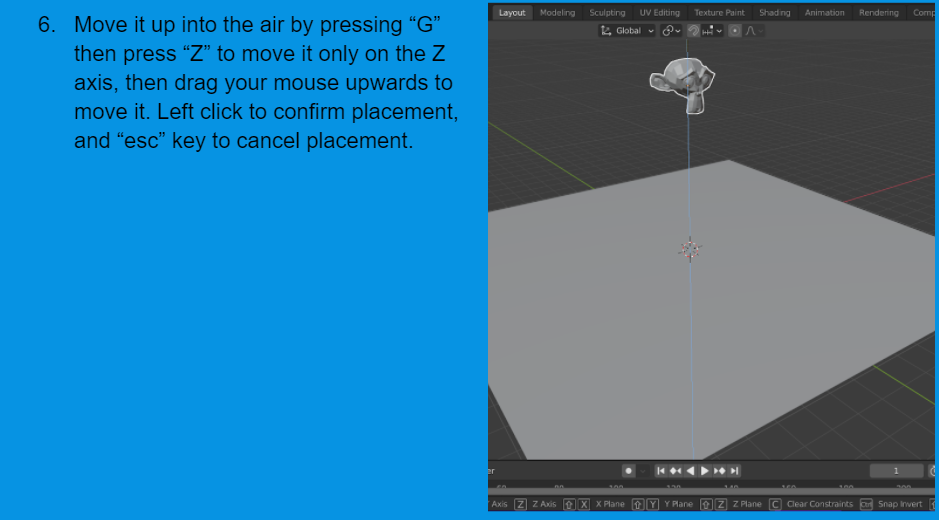 6. Move it up into the air by pressing “G”
then press “Z” to move it only on the Z
axis, then drag your mouse upwards to
move it. Left click to confirm placement,
and “esc” key to cancel placement.
Layout Modeling Sculpting UV Editing Texture Paint Shading Animation Rendering Comp
Global
er
1
Axis Z Z Axis X X Plane Y Y Plane Z Z Plane C Clear Constraints Ctrl Snap Invert